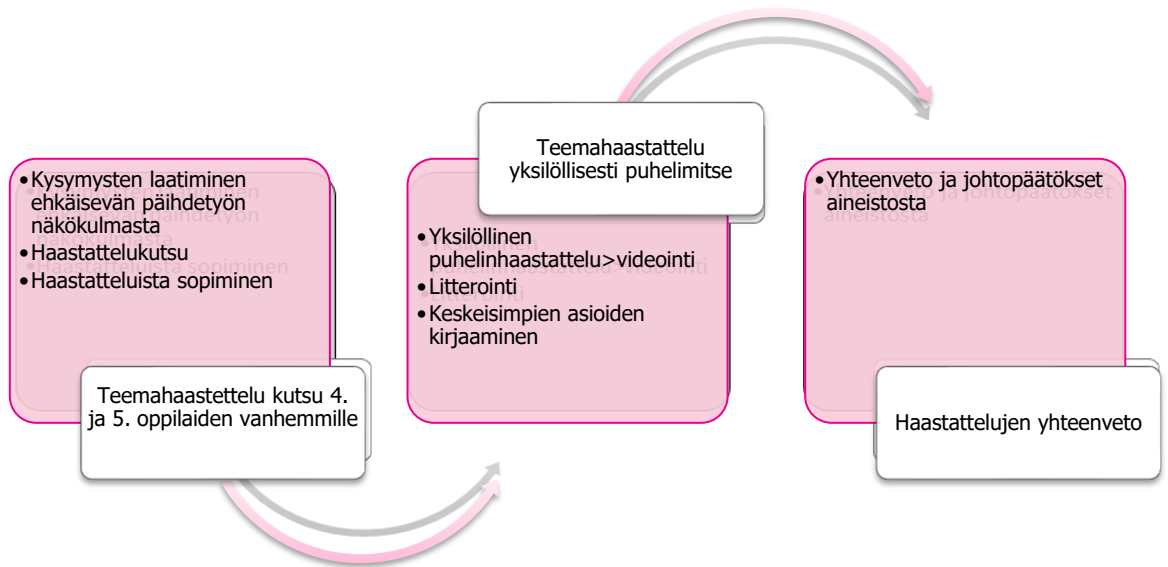 •Kysymysten laatiminen
ehkäisevän päihdetyön
näkökulmasta
•Haastattelukutsu
•Haastatteluista sopiminen
Teemahaastettelu kutsu 4.
ja 5. oppilaiden vanhemmille
Teemahaastattelu
yksilöllisesti puhelimitse
•Yksilöllinen
puhelinhaastattelu>videointi
•Litterointi
•Keskeisimpien asioiden
kirjaaminen
•Yhteenveto ja johtopäätökset
aineistosta
Haastattelujen yhteenveto